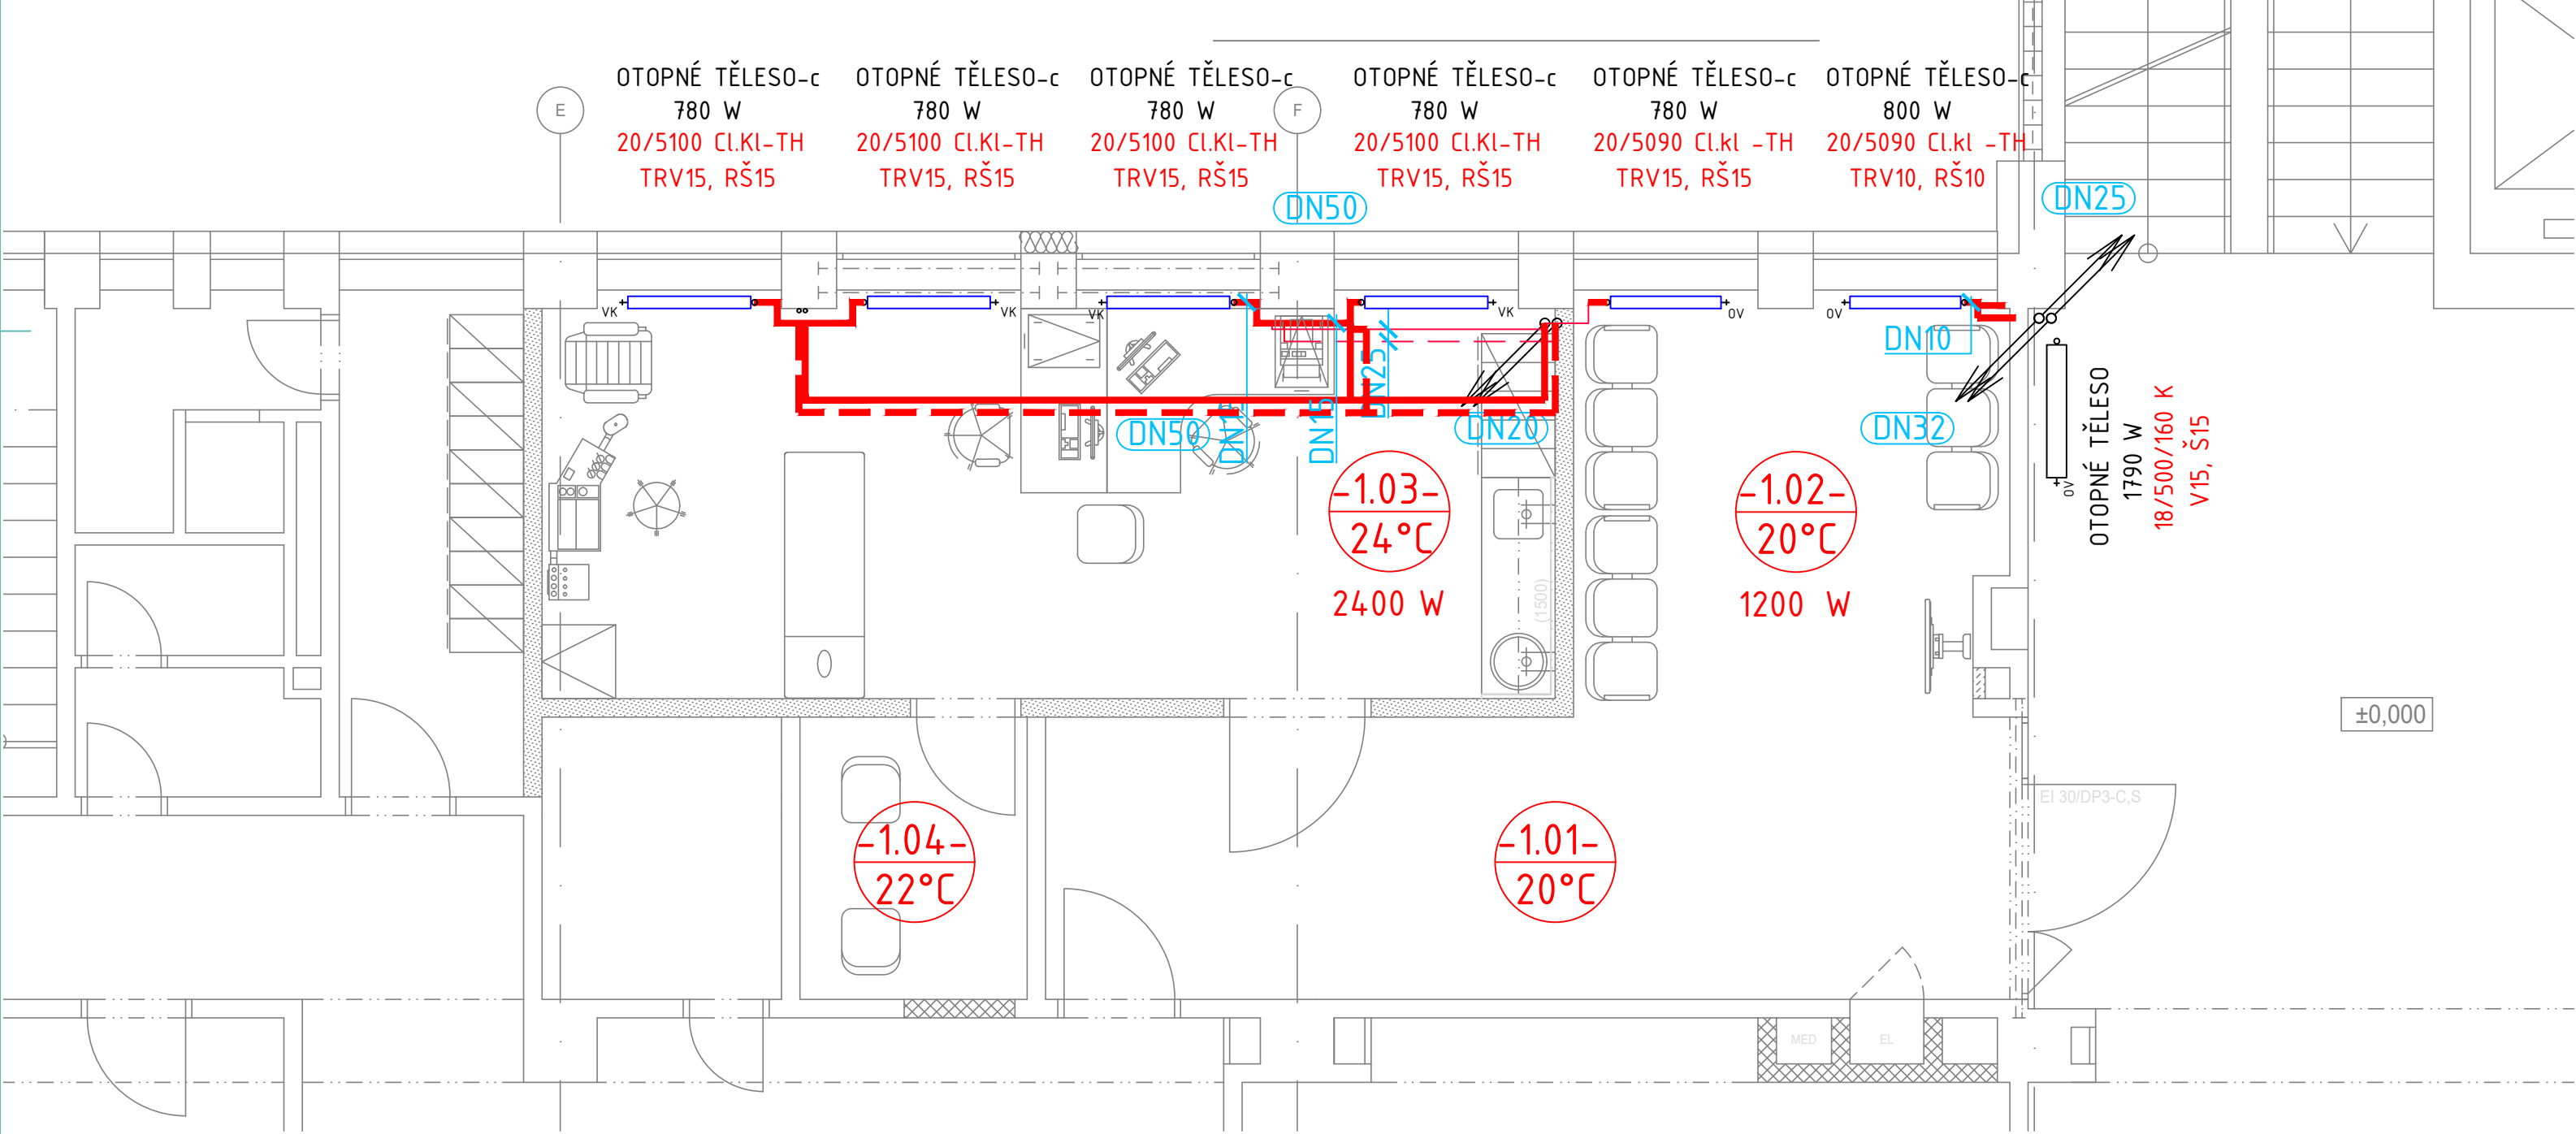 OTOPNÉ TĚLESO-c
780 W
20/5100 Cl.Kl-TH
TRV15, RŠ15
OTOPNÉ TĚLESO-c
780 W
20/5100 Cl.Kl-TH
TRV15, RŠ15
OTOPNÉ TĚLESO-c
780 W
20/5100 Cl.Kl-TH
TRV15, RŠ15
OTOPNÉ TĚLESO-c
780 W
20/5100 Cl.Kl-TH
TRV15, RŠ15
OTOPNÉ TĚLESO-c
780 W
20/5090 Cl.kl -TH
TRV15, RŠ15
OTOPNÉ TĚLESO-c
800 W
20/5090 Cl.kl -TH
TRV10, RŠ10
E
F
DN50
DN25
VK
VK
VK
VK
OV
OV
DN10
DN25
DN50
DN15
DN20
DN32
OV
OTOPNÉ TĚLESO
1790 W
18/500/160 K
V15, Š15
-1.03-
24°C
2400 W
-1.02-
20°C
1200 W
(1500)
±0,000
EI 30/DP3-C,S
-1.04-
22°C
-1.01-
20°C
MED
EL